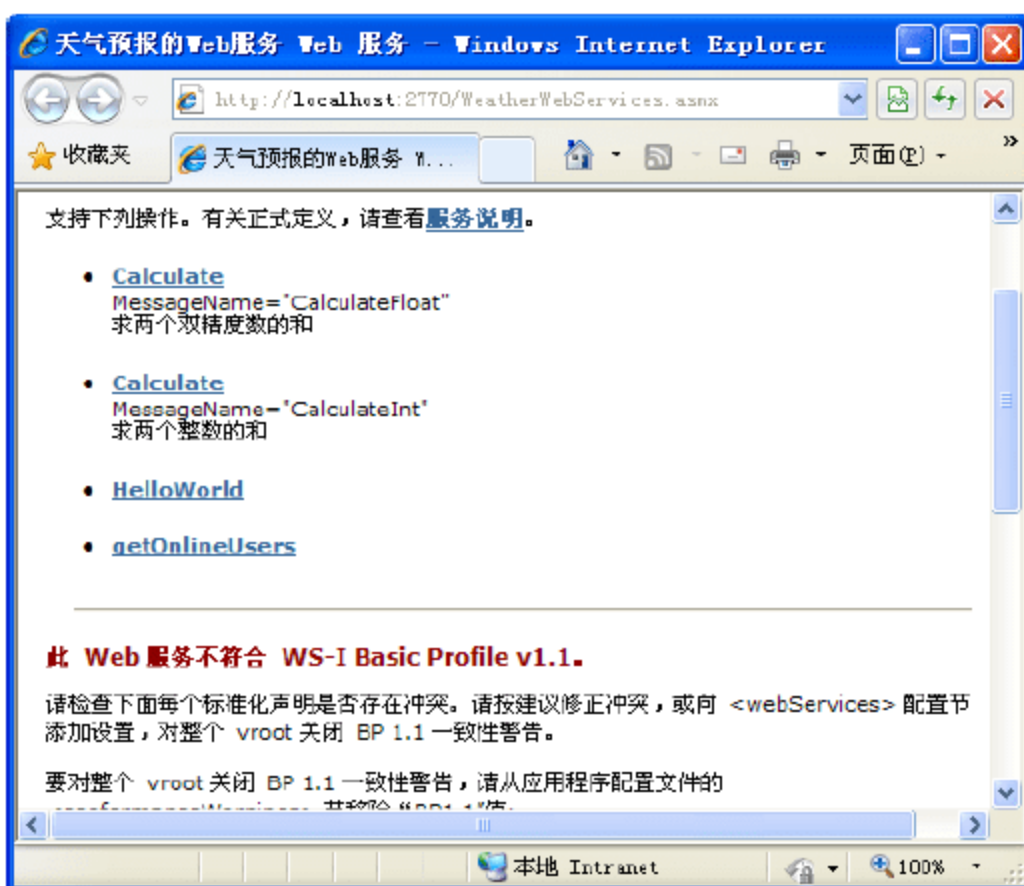 天气预报的Web服务 Web 服务 - Windows Internet Explorer
http://localhost:2770/WeatherWebServices.asmx
收藏夹
天气预报的Web服务 W...
页面(P)
»
支持下列操作。有关正式定义，请查看服务说明。
• Calculate
MessageName="CalculateFloat"
求两个双精度数的和
• Calculate
MessageName="CalculateInt"
求两个整数的和
• HelloWorld
• getOnlineUsers
此 Web 服务不符合 WS-I Basic Profile v1.1。
请检查下面每个标准化声明是否存在冲突。请按建议修正冲突，或向 <webServices> 配置节
添加设置，对整个 vroot 关闭 BP 1.1 一致性警告。
要对整个 vroot 关闭 BP 1.1 一致性警告，请从应用程序配置文件的
本地 Intranet
100%